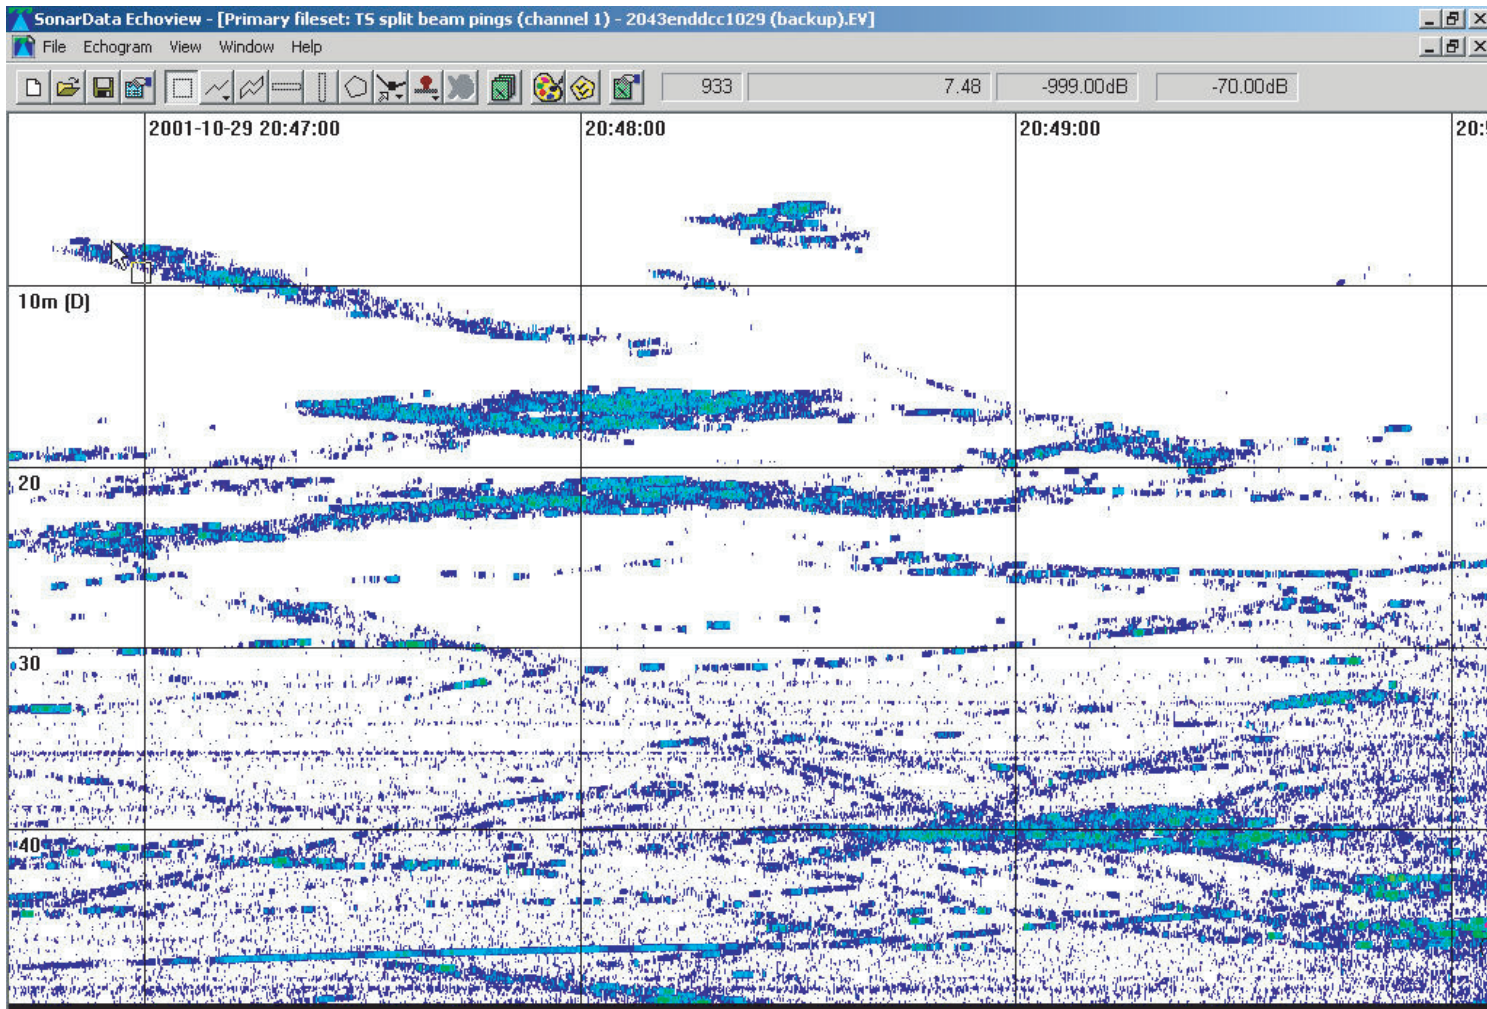 SonarData Echoview - [Primary fileset: TS split beam pings (channel 1) - 2043enddcc1029 (backup).EV]
File Echogram View Window Help
933 7.48 -999.00dB -70.00dB
2001-10-29 20:47:00 20:48:00 20:49:00
10m (D)
20
30
40